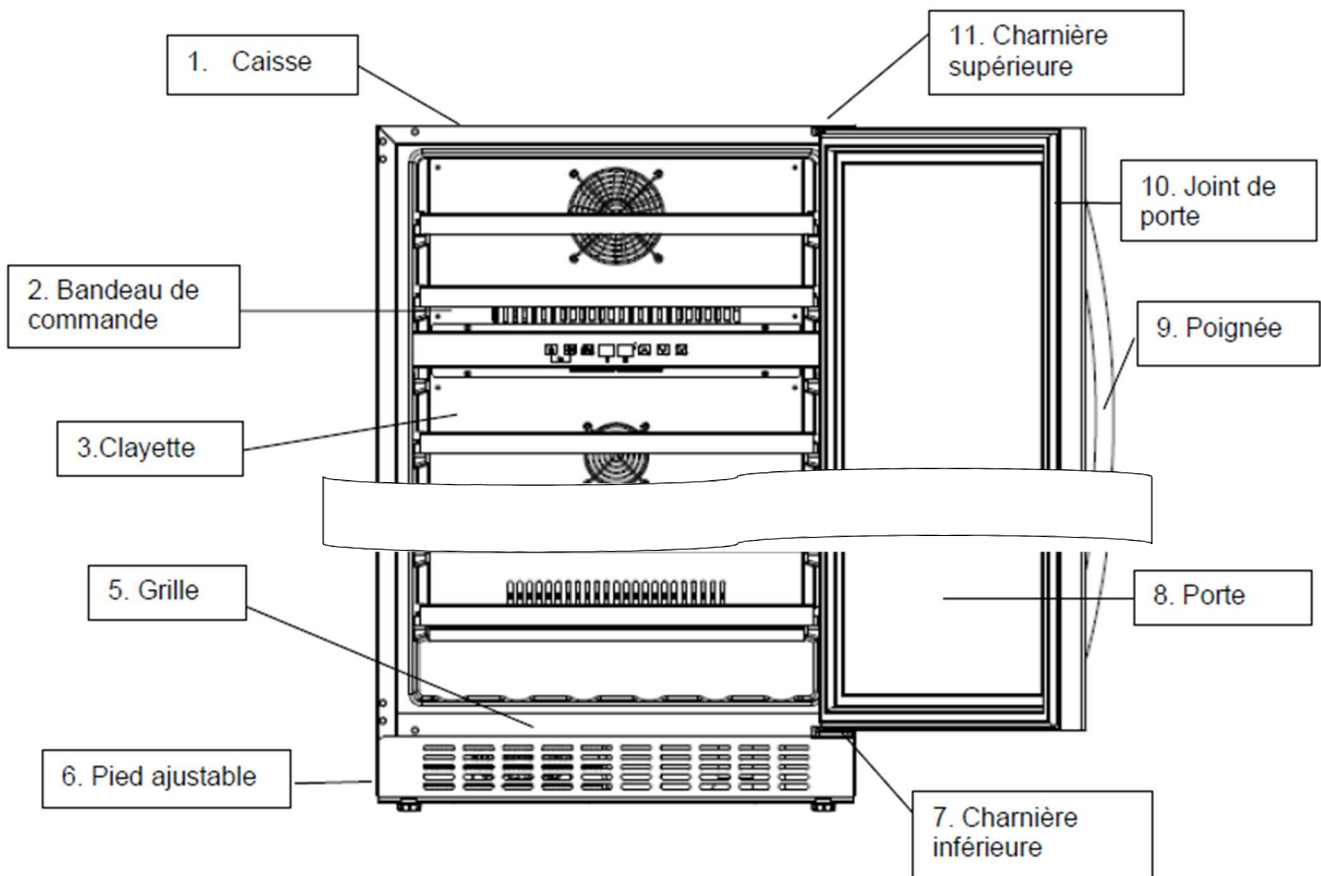 1. Caisse
11. Charnière
supérieure
10. Joint de
porte
2. Bandeau de
commande
9. Poignée
3.Clayette
5. Grille
8. Porte
6. Pied ajustable
7. Charnière
inférieure